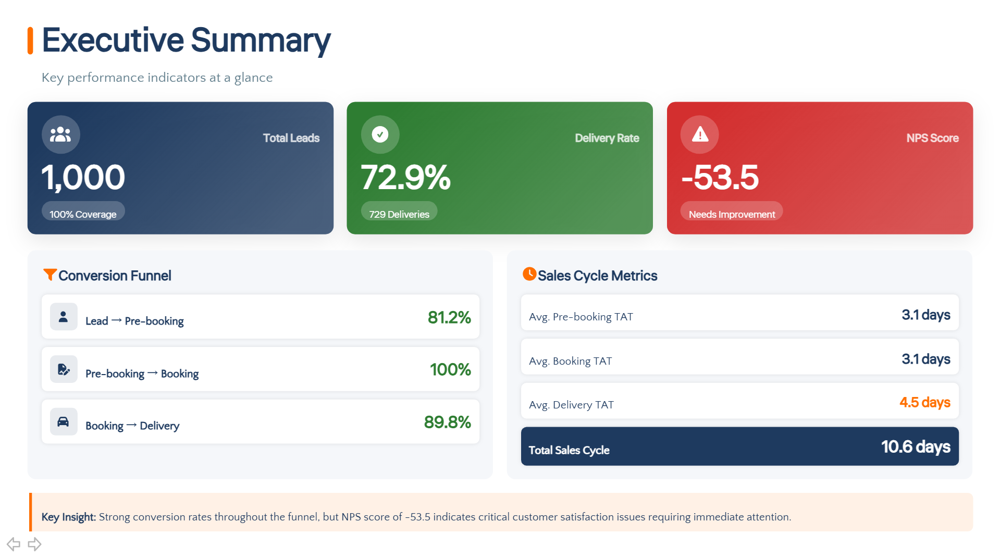 Executive Summary
Key performance indicators at a glance
Total Leads
1,000
100% Coverage
Delivery Rate
72.9%
729 Deliveries
NPS Score
-53.5
Needs Improvement
Conversion Funnel
Lead → Pre-booking 81.2%
Pre-booking → Booking 100%
Booking → Delivery 89.8%
Sales Cycle Metrics
Avg. Pre-booking TAT 3.1 days
Avg. Booking TAT 3.1 days
Avg. Delivery TAT 4.5 days
Total Sales Cycle 10.6 days
Key Insight: Strong conversion rates throughout the funnel, but NPS score of -53.5 indicates critical customer satisfaction issues requiring immediate attention.